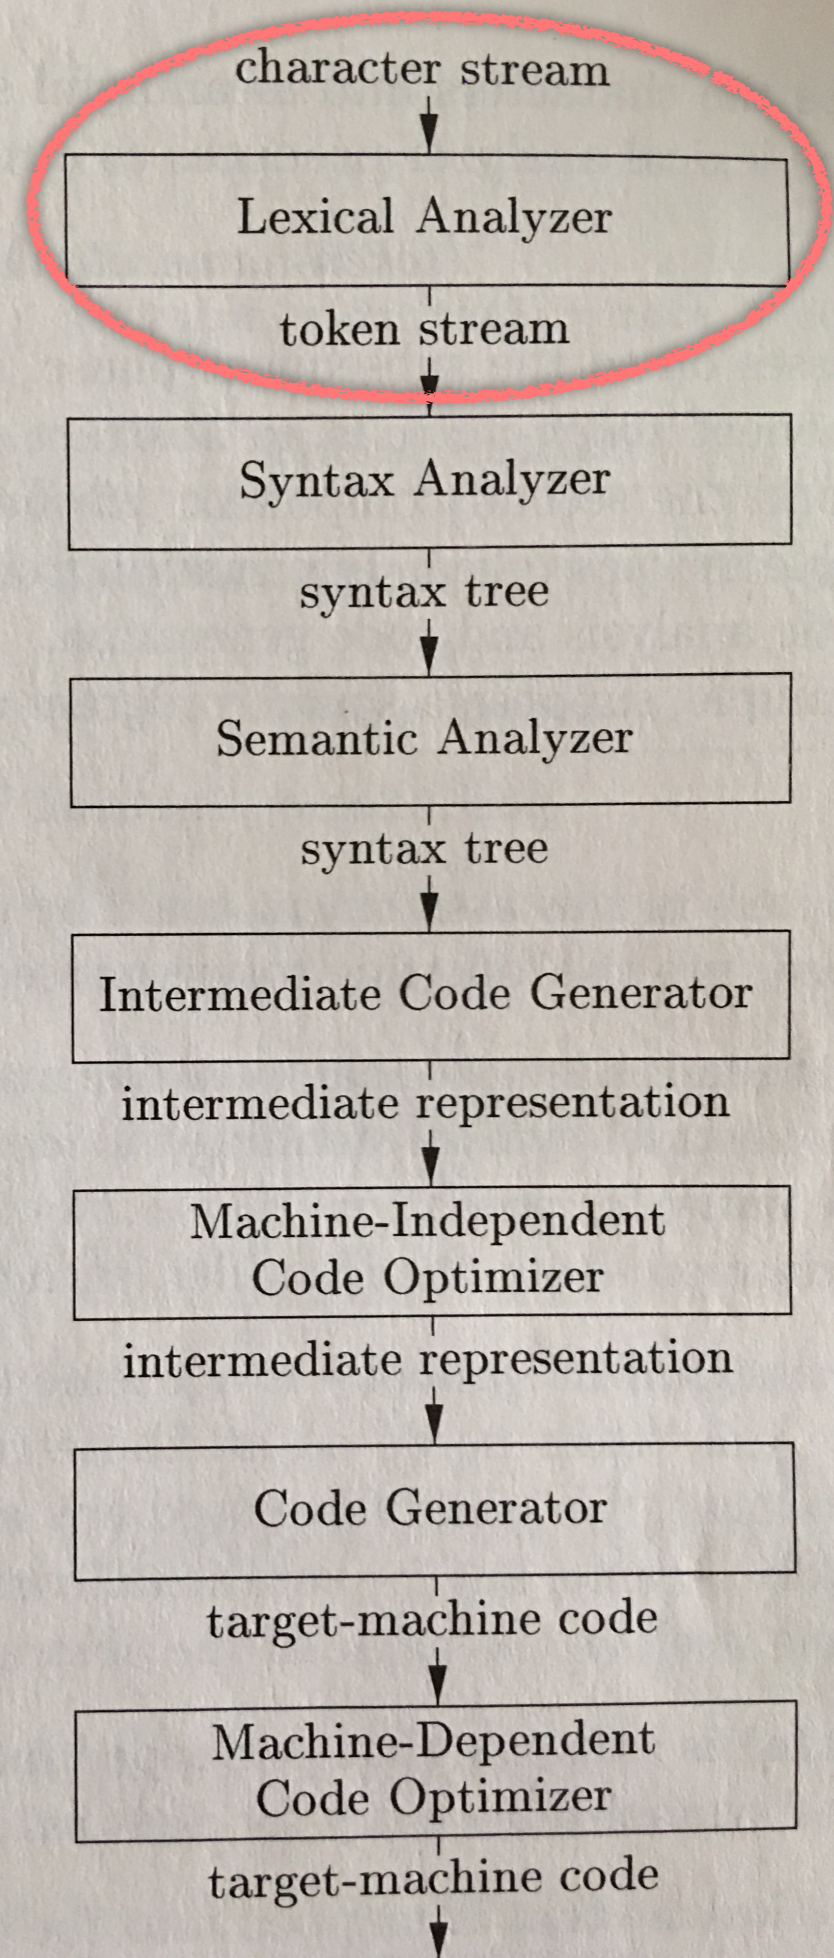 character stream
Lexical Analyzer
token stream
Syntax Analyzer
syntax tree
Semantic Analyzer
syntax tree
Intermediate Code Generator
intermediate representation
Machine-Independent
Code Optimizer
intermediate representation
Code Generator
target-machine code
Machine-Dependent
Code Optimizer
target-machine code